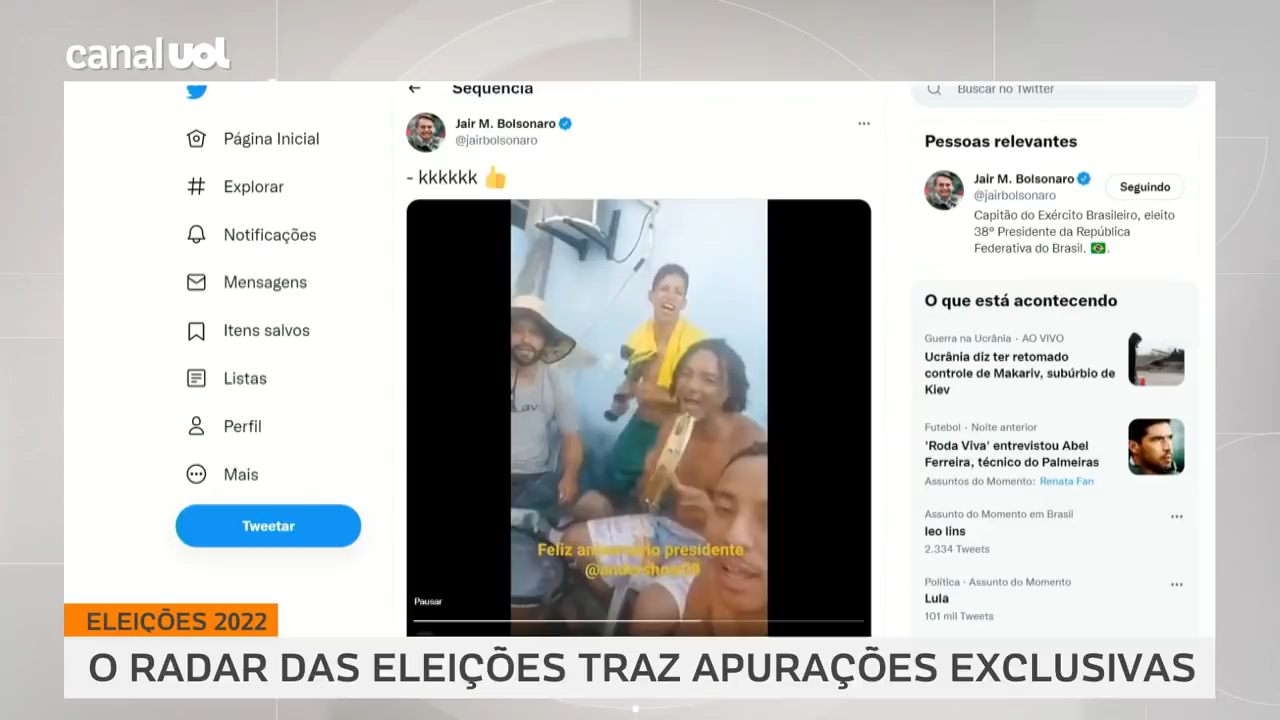 canal uol
Página Inicial
Explorar
Notificações
Mensagens
Itens salvos
Listas
Perfil
Mais
Tweetar
Sequência
Jair M. Bolsonaro
@jairbolsonaro
- kkkkkk 👍
Feliz aniversário presidente
@andershow09
Pausar
Buscar no Twitter
Pessoas relevantes
Jair M. Bolsonaro
@jairbolsonaro
Seguindo
Capitão do Exército Brasileiro, eleito
38º Presidente da República
Federativa do Brasil. 🇧🇷.
O que está acontecendo
Guerra na Ucrânia · AO VIVO
Ucrânia diz ter retomado
controle de Makariv, subúrbio de
Kiev
Futebol · Noite anterior
'Roda Viva' entrevistou Abel
Ferreira, técnico do Palmeiras
Assuntos do Momento: Renata Fan
Assunto do Momento em Brasil
leo lins
2.334 Tweets
Política · Assunto do Momento
Lula
101 mil Tweets
ELEIÇÕES 2022
O RADAR DAS ELEIÇÕES TRAZ APURAÇÕES EXCLUSIVAS